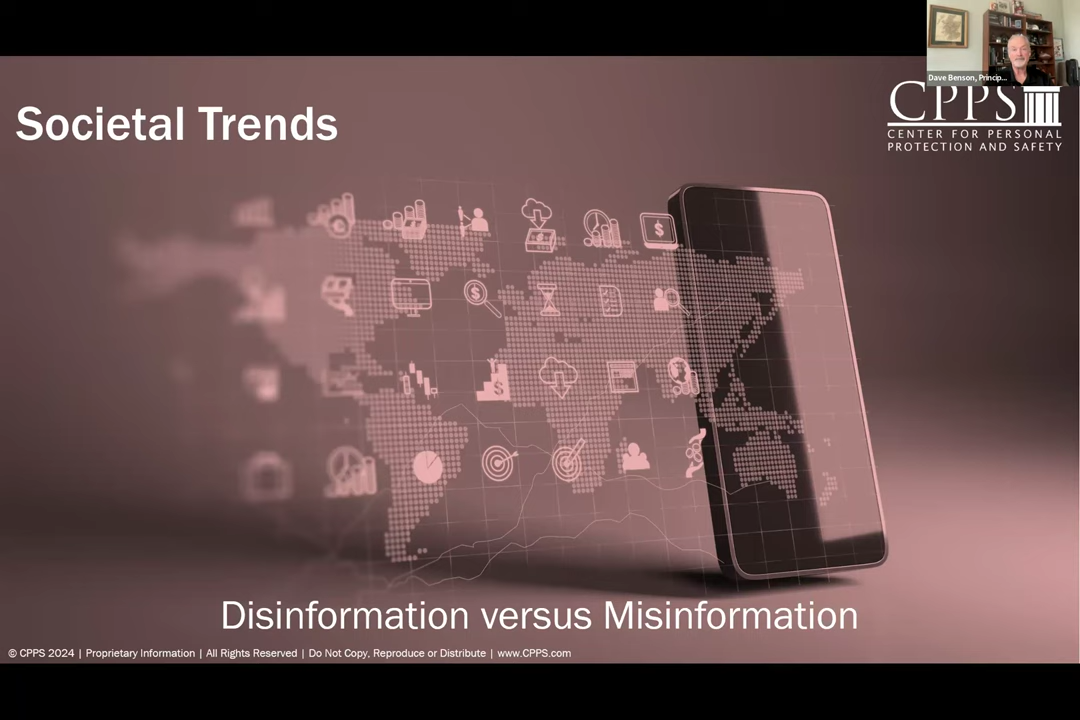 Dave Benson, Princip...
Societal Trends
CPPS
CENTER FOR PERSONAL
PROTECTION AND SAFETY
$
$
$
Disinformation versus Misinformation
© CPPS 2024 | Proprietary Information | All Rights Reserved | Do Not Copy, Reproduce or Distribute | www.CPPS.com